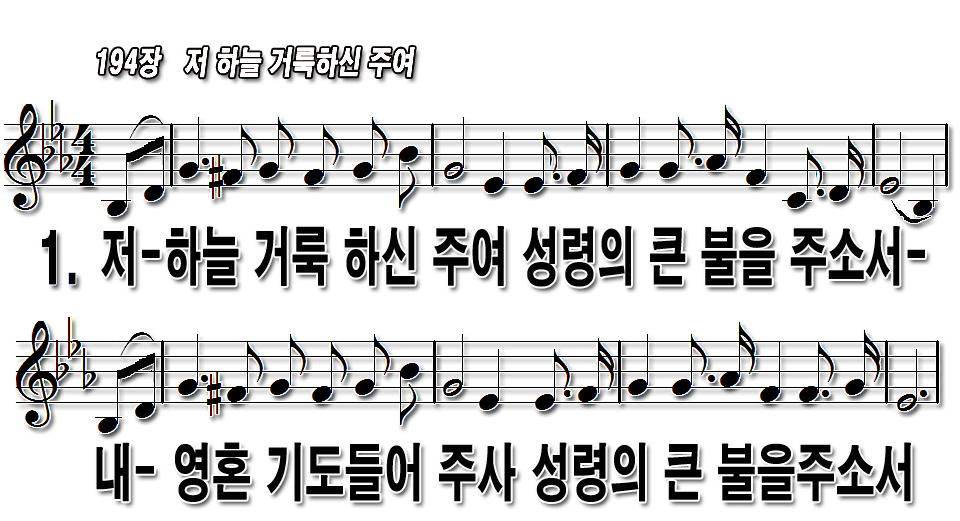 194장 저 하늘 거룩하신 주여
1. 저-하늘 거룩 하신 주여 성령의 큰 불을 주소서-
내- 영혼 기도들어 주사 성령의 큰 불을주소서